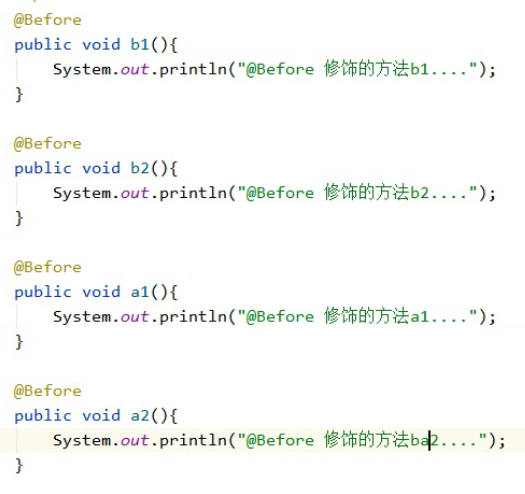 @Before
public void b1(){
    System.out.println("@Before 修饰的方法b1....");
}
@Before
public void b2(){
    System.out.println("@Before 修饰的方法b2....");
}
@Before
public void a1(){
    System.out.println("@Before 修饰的方法a1....");
}
@Before
public void a2(){
    System.out.println("@Before 修饰的方法ba2....");
}